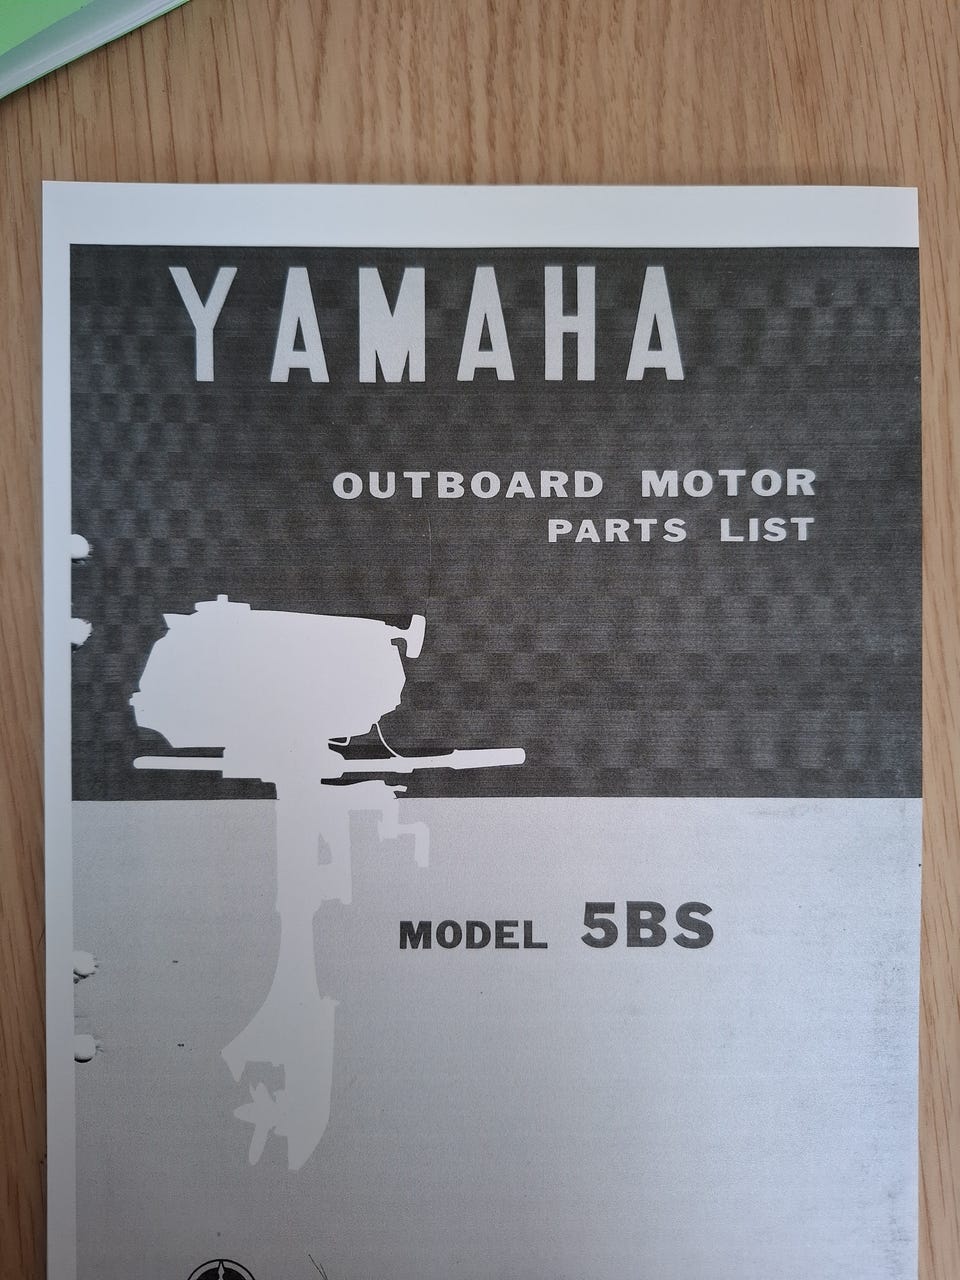 YAMAHA
OUTBOARD MOTOR
PARTS LIST
MODEL 5BS